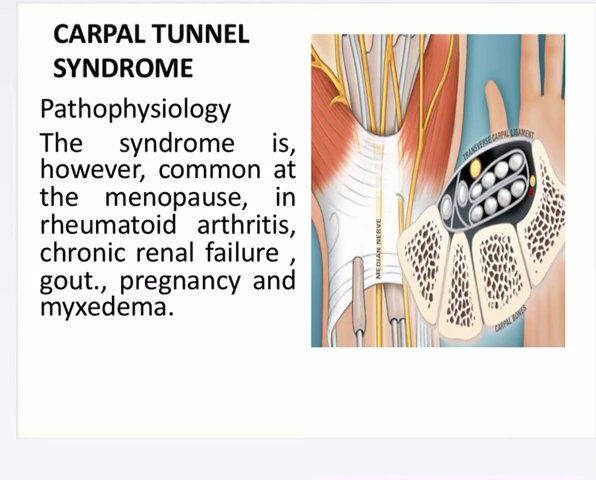 CARPAL TUNNEL
SYNDROME
Pathophysiology
The syndrome is,
however, common at
the menopause, in
rheumatoid arthritis,
chronic renal failure ,
gout., pregnancy and
myxedema.
MEDIAN NERVE
TRANSVERSE CARPAL LIGAMENT
CARPAL BONES